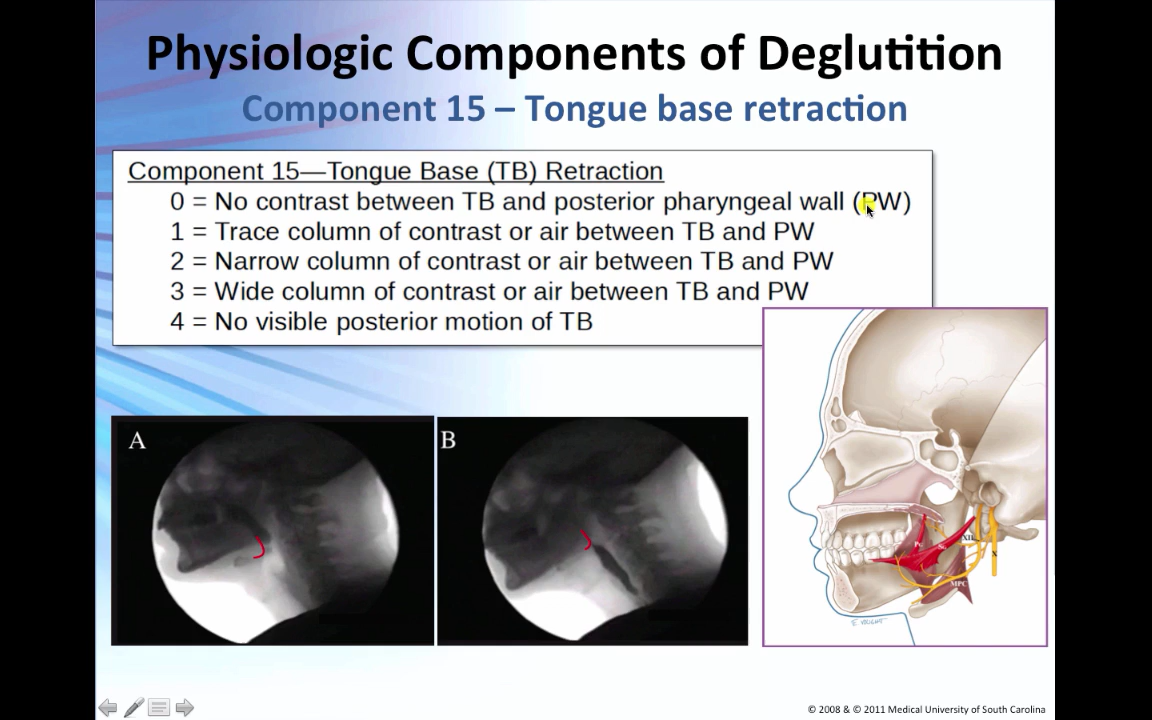 Physiologic Components of Deglutition
Component 15 – Tongue base retraction
Component 15—Tongue Base (TB) Retraction
0 = No contrast between TB and posterior pharyngeal wall (PW)
1 = Trace column of contrast or air between TB and PW
2 = Narrow column of contrast or air between TB and PW
3 = Wide column of contrast or air between TB and PW
4 = No visible posterior motion of TB
A
B
XII
X
MPC
© 2008 & © 2011 Medical University of South Carolina